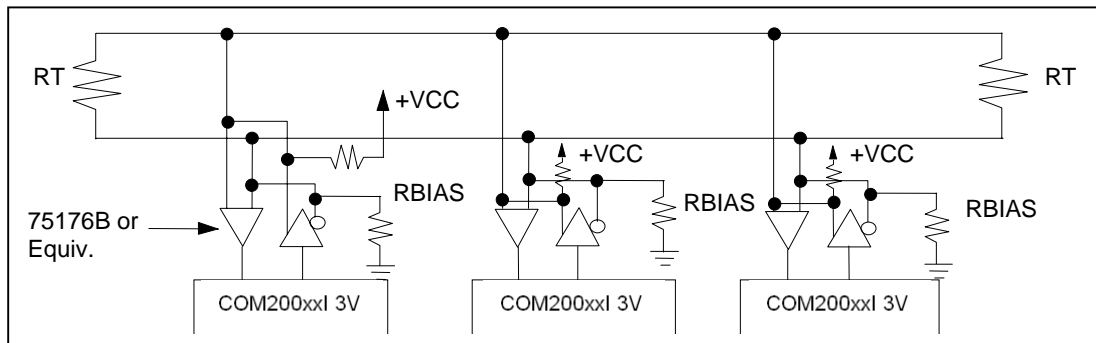 RT
RT
+VCC
+VCC
+VCC
RBIAS
RBIAS
RBIAS
75176B or
Equiv.
COM200xxI 3V
COM200xxI 3V
COM200xxI 3V